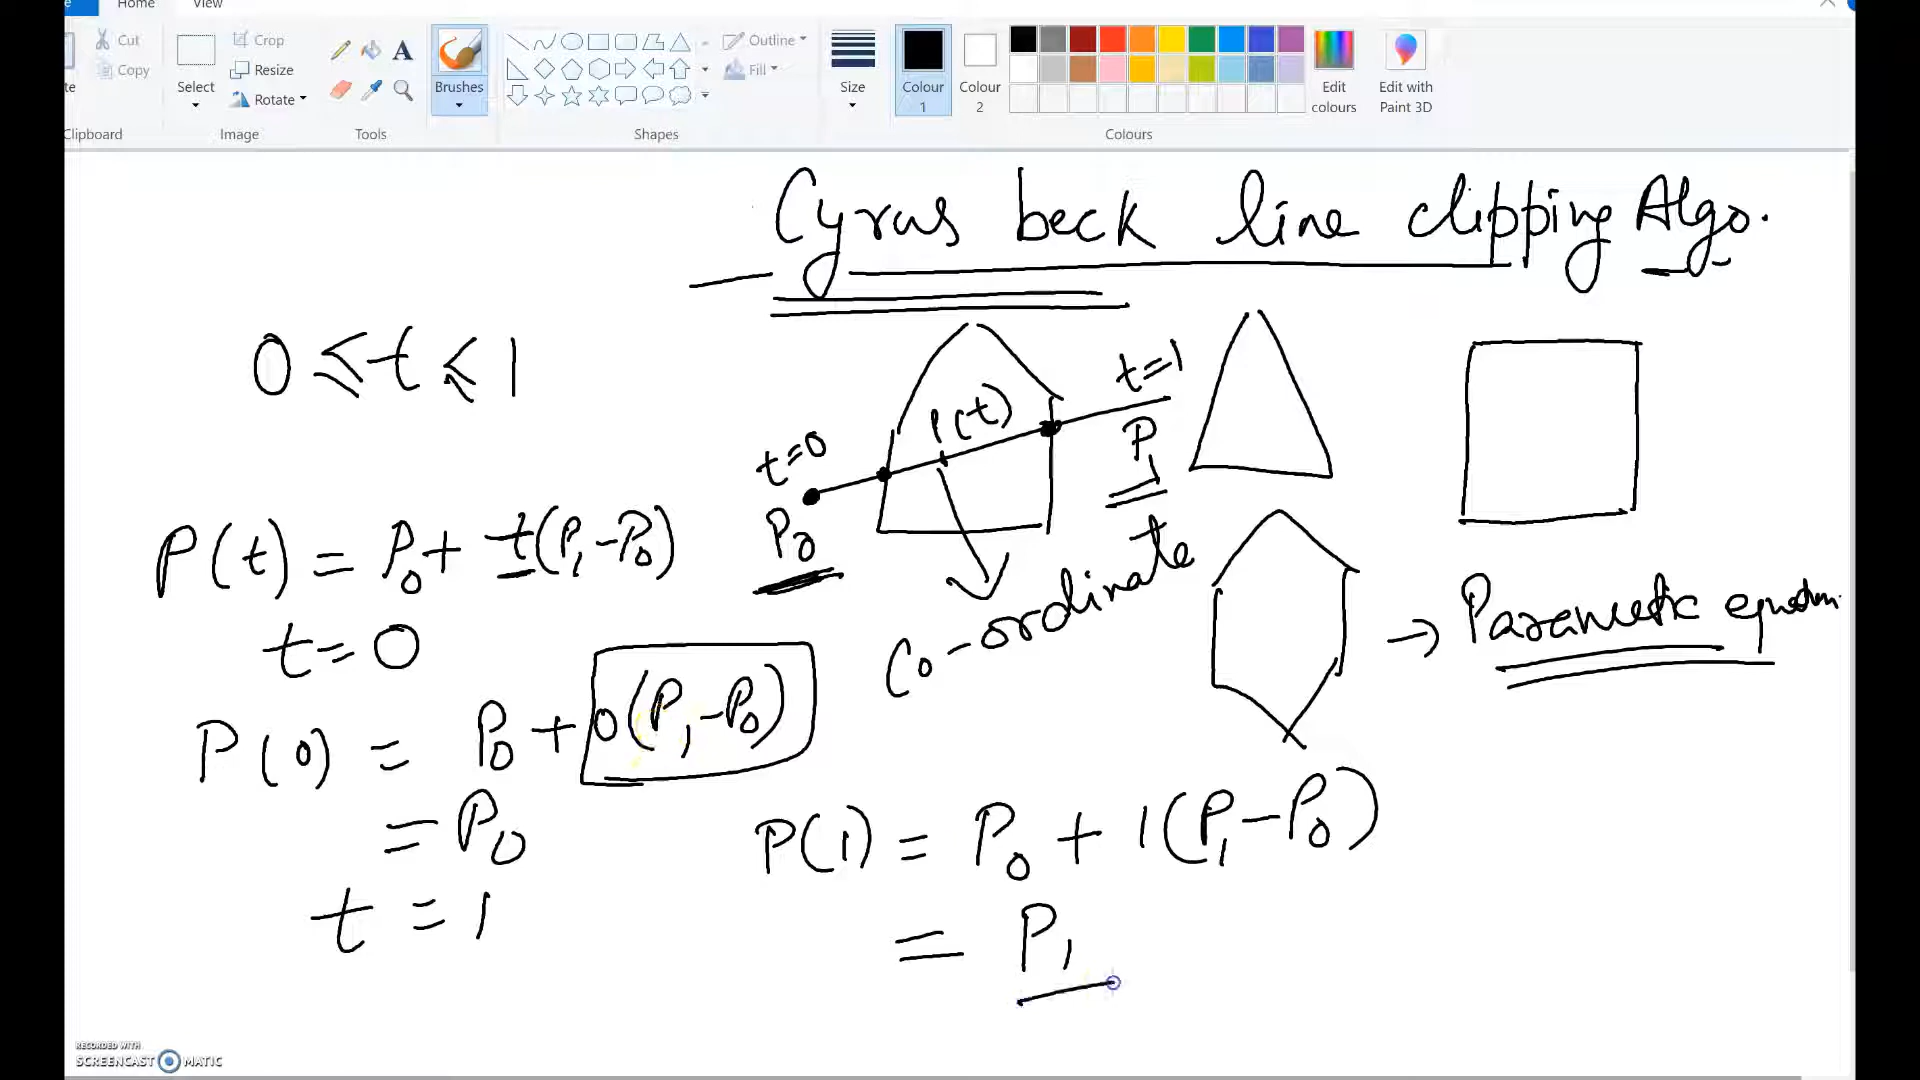 Home View
Cut
Copy
Clipboard
Select
Crop
Resize
Rotate
Image
Tools
Brushes
Shapes
Outline
Fill
Size
Colour 1
Colour 2
Edit colours
Edit with Paint 3D
Colours
Cyrus beck line clipping Algo.
0 ≤ t ≤ 1
t=0
P0
P(t)
t=1
P1
Co-ordinate
→ Parametric equation.
P(t) = P0 + t(P1-P0)
t=0
P(0) = P0 + 0(P1-P0)
= P0
t = 1
P(1) = P0 + 1(P1-P0)
= P1
RECORDED WITH
SCREENCAST MATIC